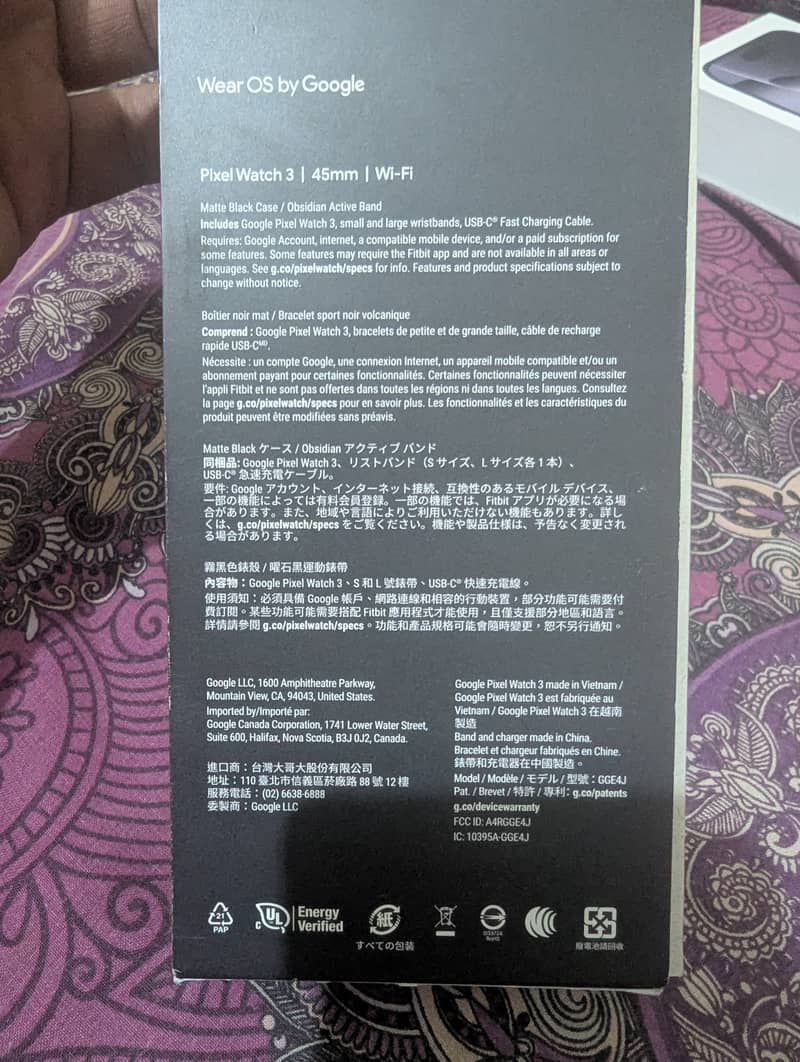 Wear OS by Google
Pixel Watch 3 | 45mm | Wi-Fi
Matte Black Case / Obsidian Active Band
Includes Google Pixel Watch 3, small and large wristbands, USB-C® Fast Charging Cable.
Requires: Google Account, internet, a compatible mobile device, and/or a paid subscription for
some features. Some features may require the Fitbit app and are not available in all areas or
languages. See g.co/pixelwatch/specs for info. Features and product specifications subject to
change without notice.
Boîtier noir mat / Bracelet sport noir volcanique
Comprend : Google Pixel Watch 3, bracelets de petite et de grande taille, câble de recharge
rapide USB-Cᴹᴰ.
Nécessite : un compte Google, une connexion Internet, un appareil mobile compatible et/ou un
abonnement payant pour certaines fonctionnalités. Certaines fonctionnalités peuvent nécessiter
l'appli Fitbit et ne sont pas offertes dans toutes les régions ni dans toutes les langues. Consultez
la page g.co/pixelwatch/specs pour en savoir plus. Les fonctionnalités et les caractéristiques du
produit peuvent être modifiées sans préavis.
Matte Black ケース / Obsidian アクティブ バンド
同梱品: Google Pixel Watch 3、リストバンド（S サイズ、L サイズ各 1 本）、
USB-C® 急速充電ケーブル。
要件: Google アカウント、インターネット接続、互換性のあるモバイル デバイス、
一部の機能によっては有料会員登録。一部の機能では、Fitbit アプリが必要になる場
合があります。また、地域や言語によりご利用いただけない機能もあります。詳し
くは、g.co/pixelwatch/specs をご覧ください。機能や製品仕様は、予告なく変更され
る場合があります。
霧黑色錶殼 / 曜石黑運動錶帶
內容物：Google Pixel Watch 3、S 和 L 號錶帶、USB-C® 快速充電線。
使用須知：必須具備 Google 帳戶、網路連線和相容的行動裝置，部分功能可能需要付
費訂閱。某些功能可能需要搭配 Fitbit 應用程式才能使用，且僅支援部分地區和語言。
詳情請參閱 g.co/pixelwatch/specs。功能和產品規格可能會隨時變更，恕不另行通知。
Google LLC, 1600 Amphitheatre Parkway,
Mountain View, CA, 94043, United States.
Imported by/Importé par:
Google Canada Corporation, 1741 Lower Water Street,
Suite 600, Halifax, Nova Scotia, B3J 0J2, Canada.
進口商：台灣大哥大股份有限公司
地址：110 臺北市信義區菸廠路 88 號 12 樓
服務電話：(02) 6638-6888
委製商：Google LLC
Google Pixel Watch 3 made in Vietnam /
Google Pixel Watch 3 est fabriquée au
Vietnam / Google Pixel Watch 3 在越南
製造
Band and charger made in China.
Bracelet et chargeur fabriqués en Chine.
錶帶和充電器在中國製造。
Model / Modèle / モデル / 型號：GGE4J
Pat. / Brevet / 特許 / 專利：g.co/patents
g.co/devicewarranty
FCC ID: A4RGGE4J
IC: 10395A-GGE4J
21
PAP
c UL Energy
Verified
紙
すべての包装
RoHS
廢電池請回收